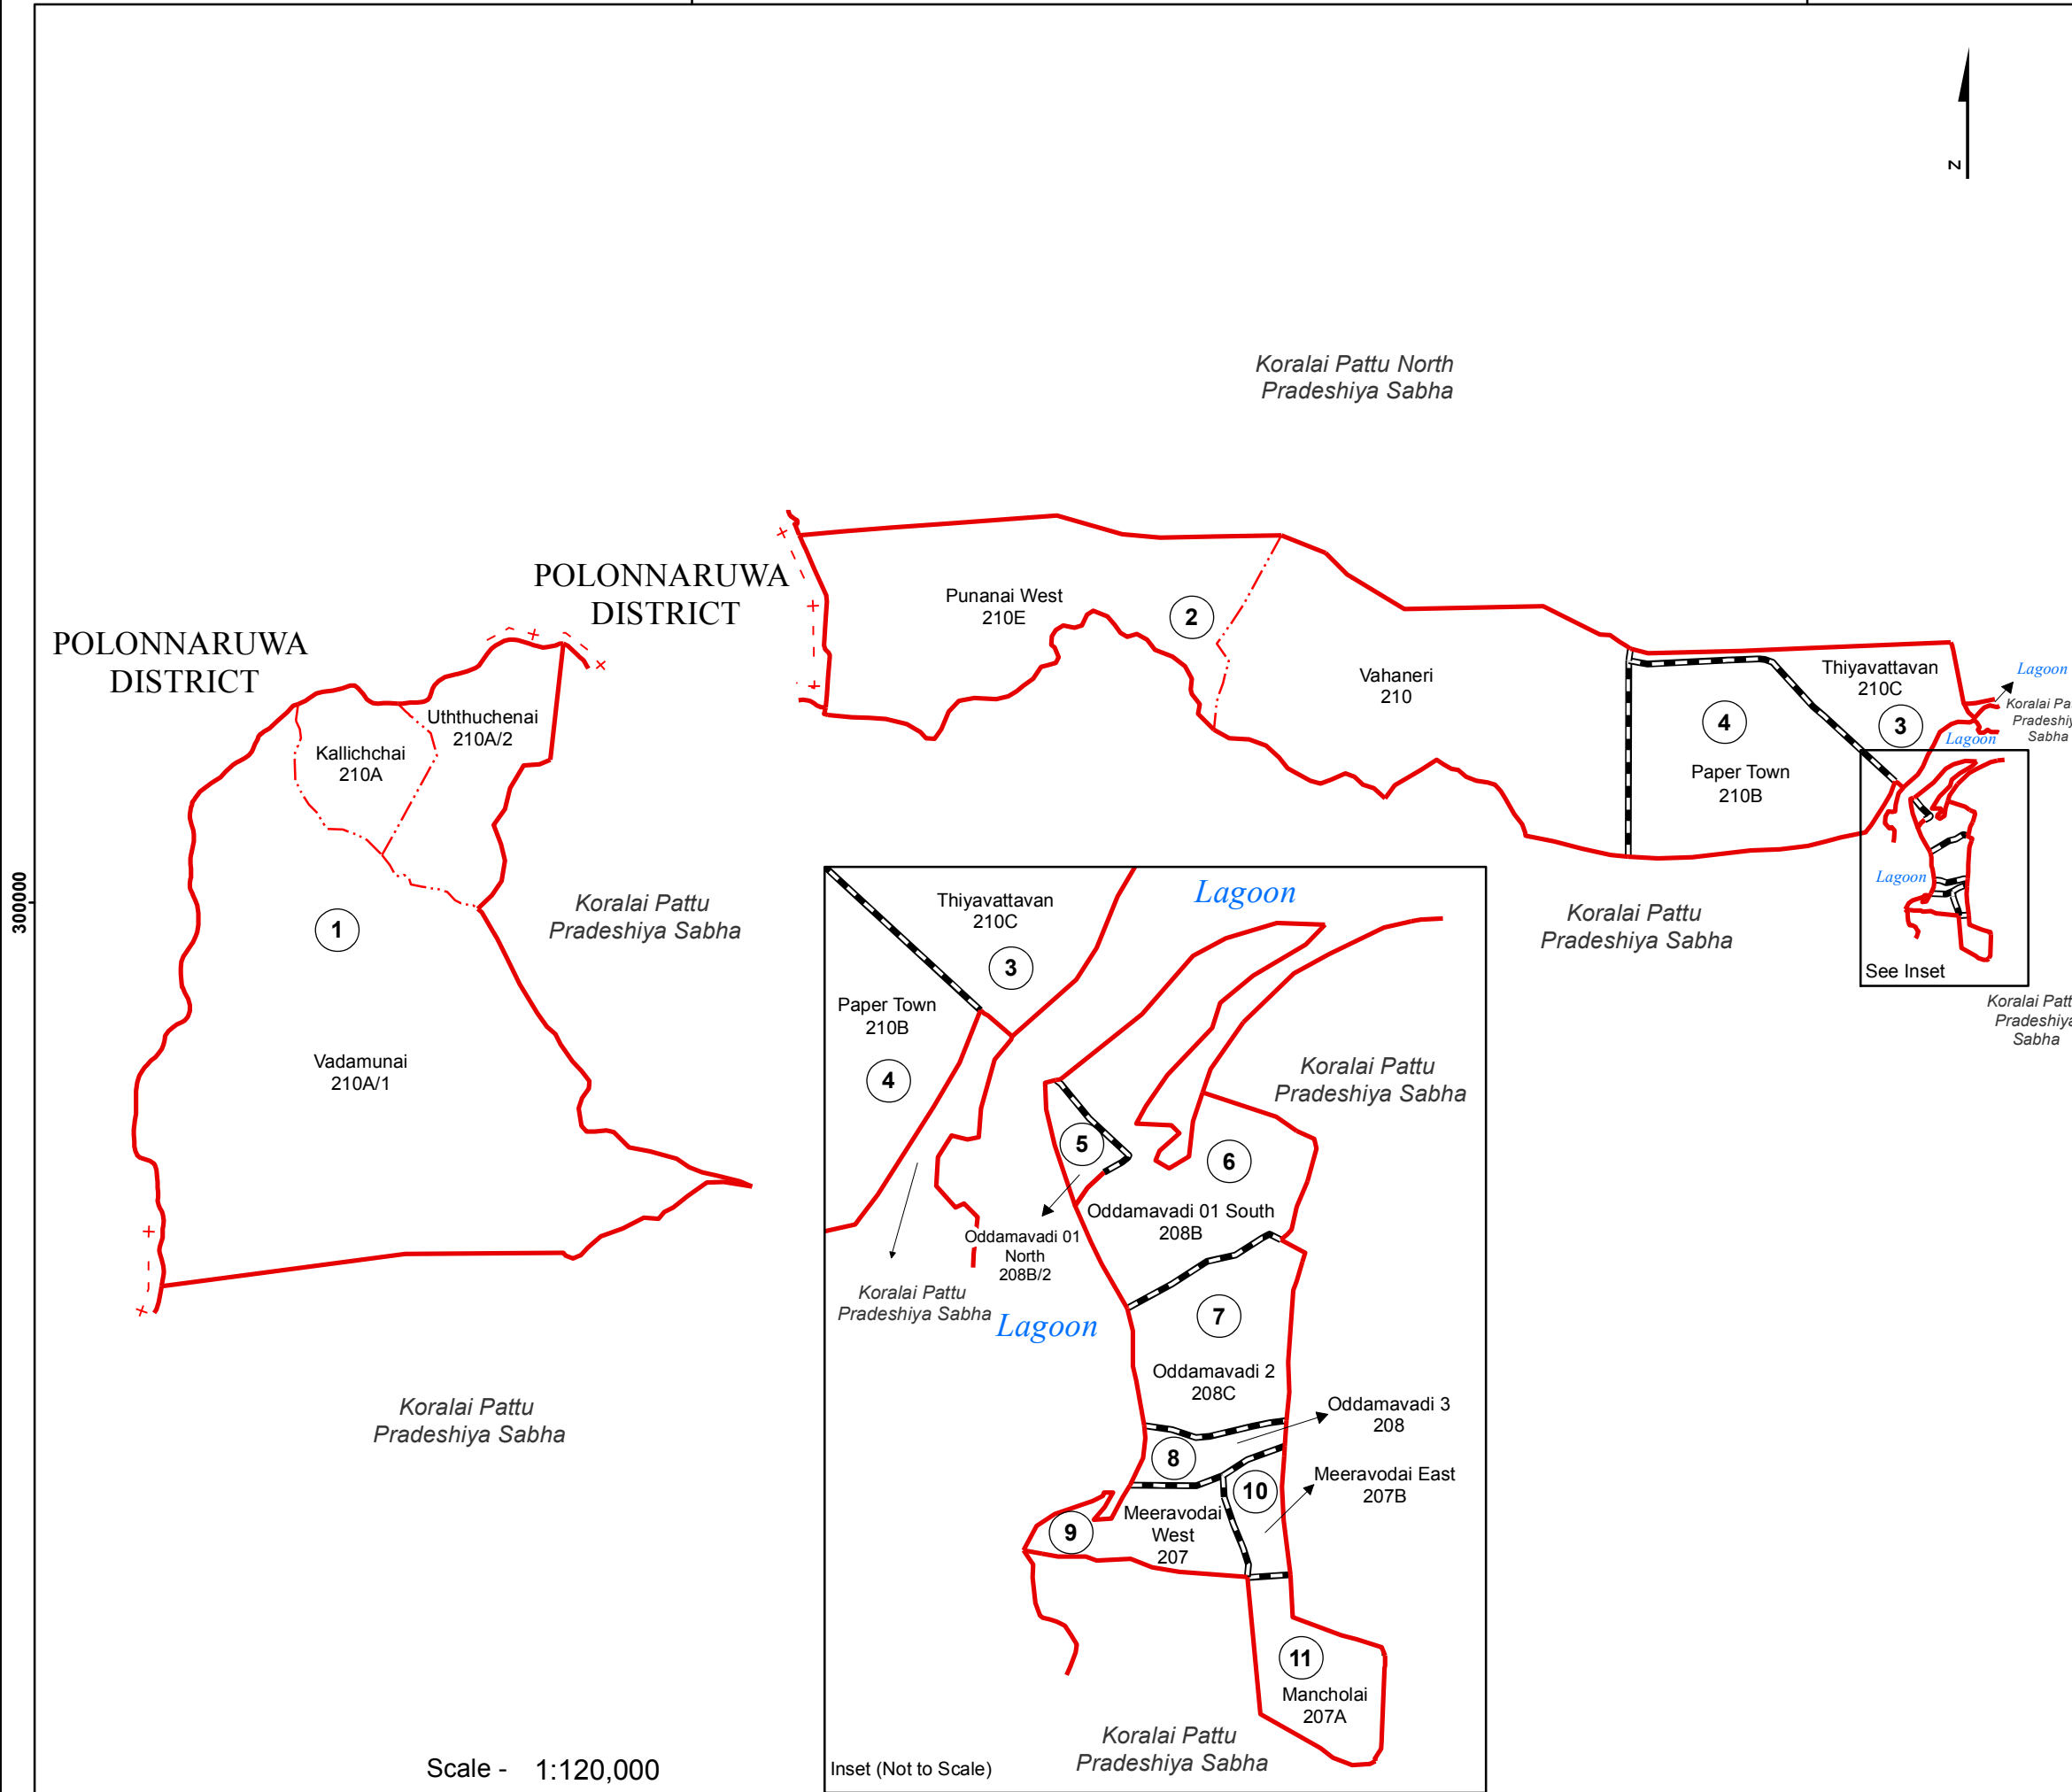 N
Koralai Pattu North
Pradeshiya Sabha
POLONNARUWA
DISTRICT
POLONNARUWA
DISTRICT
Punanai West
210E
2
Vahaneri
210
Thiyavattavan
210C
3
Lagoon
Koralai Pa
Pradeshiy
Sabha
Lagoon
4
Paper Town
210B
Uththuchenai
210A/2
Kallichchai
210A
300000
1
Vadamunai
210A/1
Koralai Pattu
Pradeshiya Sabha
Koralai Pattu
Pradeshiya Sabha
Lagoon
See Inset
Koralai Patt
Pradeshiya
Sabha
Thiyavattavan
210C
3
Lagoon
Paper Town
210B
4
Koralai Pattu
Pradeshiya Sabha
5
6
Oddamavadi 01 South
208B
Oddamavadi 01
North
208B/2
Koralai Pattu
Pradeshiya Sabha
Lagoon
7
Oddamavadi 2
208C
Oddamavadi 3
208
8
Meeravodai East
207B
10
9
Meeravodai
West
207
11
Mancholai
207A
Koralai Pattu
Pradeshiya Sabha
Inset (Not to Scale)
Koralai Pattu
Pradeshiya Sabha
Scale - 1:120,000